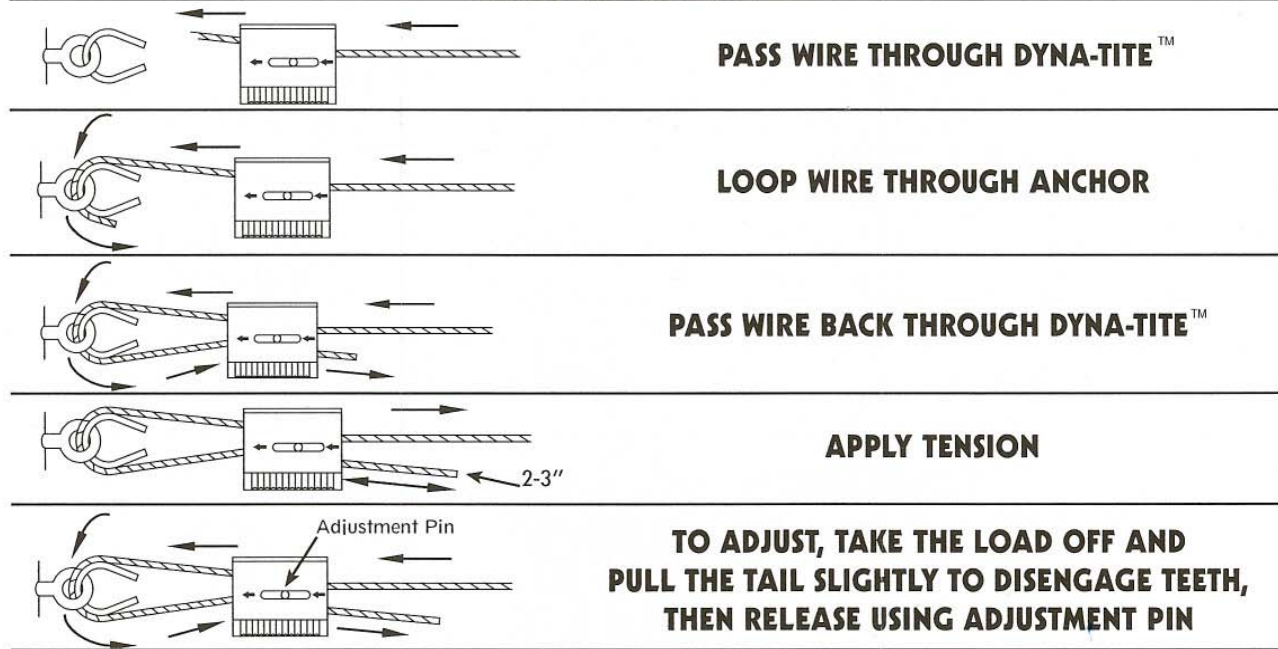 PASS WIRE THROUGH DYNA-TITE™
LOOP WIRE THROUGH ANCHOR
PASS WIRE BACK THROUGH DYNA-TITE™
APPLY TENSION
2-3"
Adjustment Pin
TO ADJUST, TAKE THE LOAD OFF AND
PULL THE TAIL SLIGHTLY TO DISENGAGE TEETH,
THEN RELEASE USING ADJUSTMENT PIN